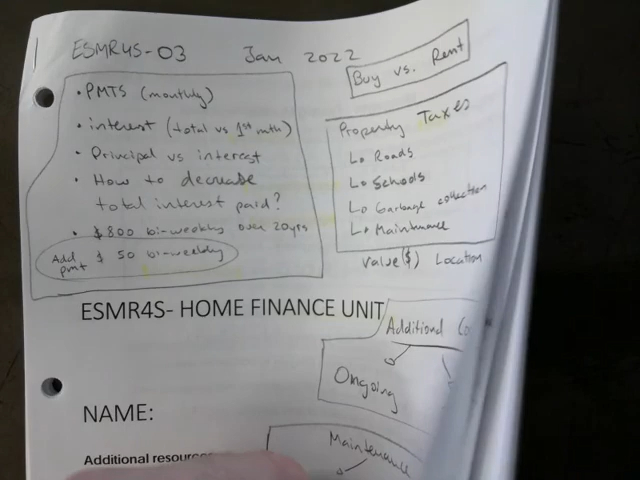 ESMR4S-03 Jan 2022
Buy vs. Rent
• PMTS (monthly)
• interest (total vs 1st mth)
• Principal vs interest
• How to decrease
total interest paid?
• $800 bi-weekly over 20yrs
Add pmt $50 bi-weekly
Property Taxes
↳ Roads
↳ Schools
↳ Garbage collection
↳ Maintenance
Value($) Location
ESMR4S- HOME FINANCE UNIT
Additional
Ongoing
NAME:
Maintenance
Additional